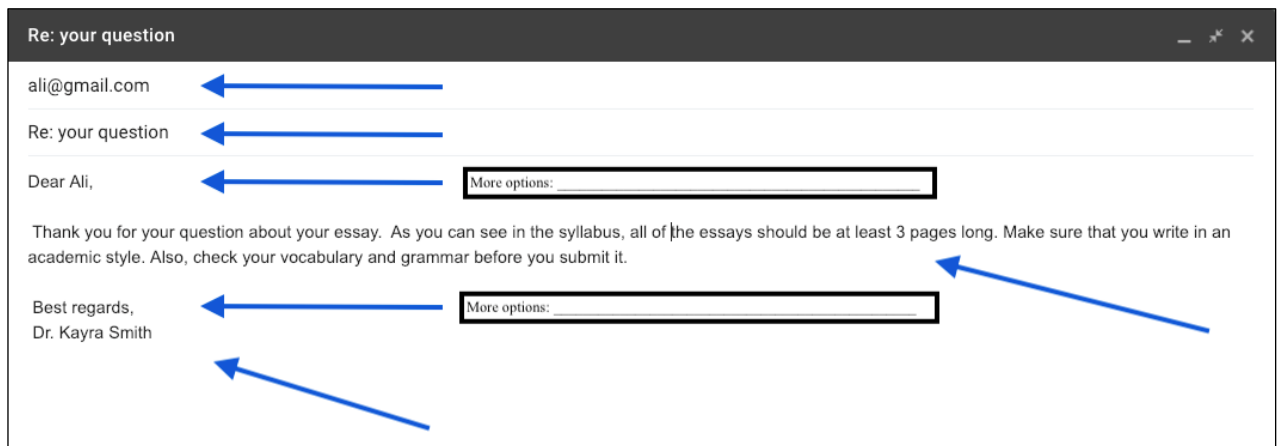 Re: your question
ali@gmail.com
Re: your question
Dear Ali,
More options: ____________________________________________________
Thank you for your question about your essay.  As you can see in the syllabus, all of the essays should be at least 3 pages long. Make sure that you write in an
academic style. Also, check your vocabulary and grammar before you submit it.
Best regards,
More options: ____________________________________________________
Dr. Kayra Smith